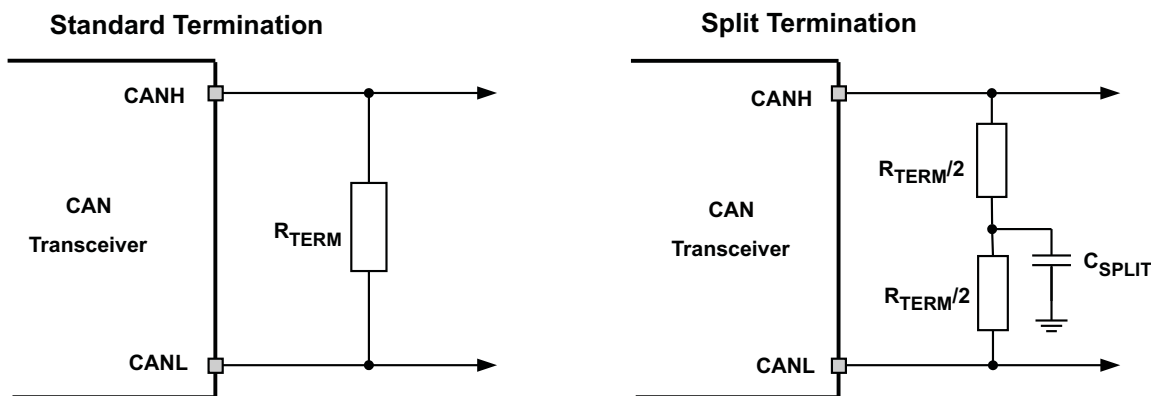 Standard Termination
CANH
CAN
Transceiver
RTERM
CANL
Split Termination
CANH
RTERM/2
CAN
Transceiver
CSPLIT
RTERM/2
CANL